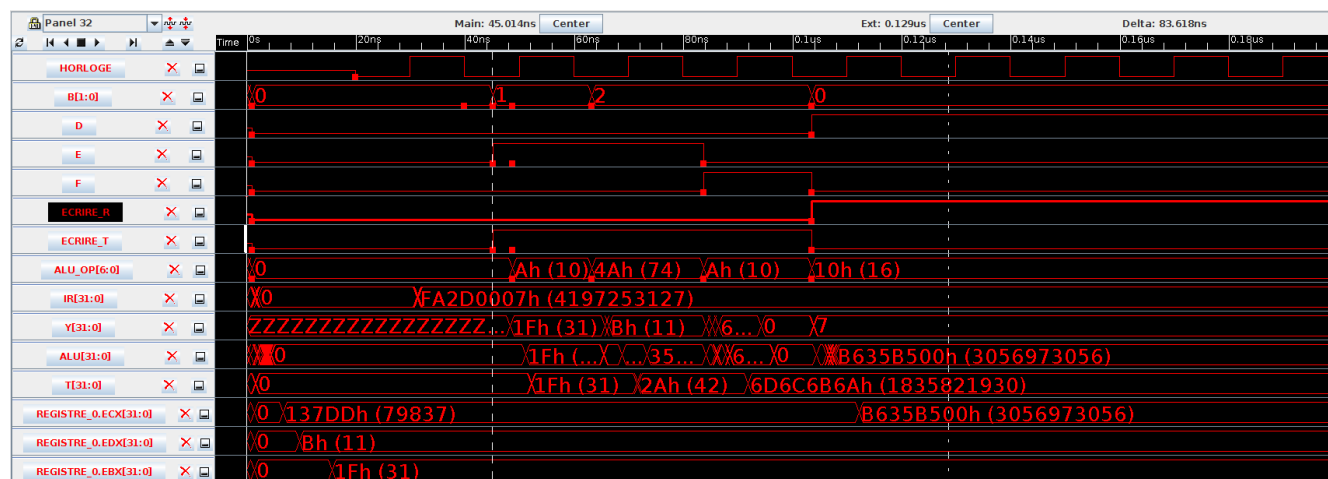 Panel 32 Main: 45.014ns Center Ext: 0.129us Center Delta: 83.618ns
Time 0s 20ns 40ns 60ns 80ns 0.1us 0.12us 0.14us 0.16us 0.18us
HORLOGE
B[1:0] 0 1 2 0
D
E
F
ECRIRE_R
ECRIRE_T
ALU_OP[6:0] 0 Ah (10) 4Ah (74) Ah (10) 10h (16)
IR[31:0] 0 FA2D0007h (4197253127)
Y[31:0] ZZZZZZZZZZZZZZZZZ... 1Fh (31) Bh (11) 6... 0 7
ALU[31:0] 0 1Fh (... ... 35... 6... 0 B635B500h (3056973056)
T[31:0] 0 1Fh (31) 2Ah (42) 6D6C6B6Ah (1835821930)
REGISTRE_0.ECX[31:0] 0 137DDh (79837) B635B500h (3056973056)
REGISTRE_0.EDX[31:0] 0 Bh (11)
REGISTRE_0.EBX[31:0] 0 1Fh (31)